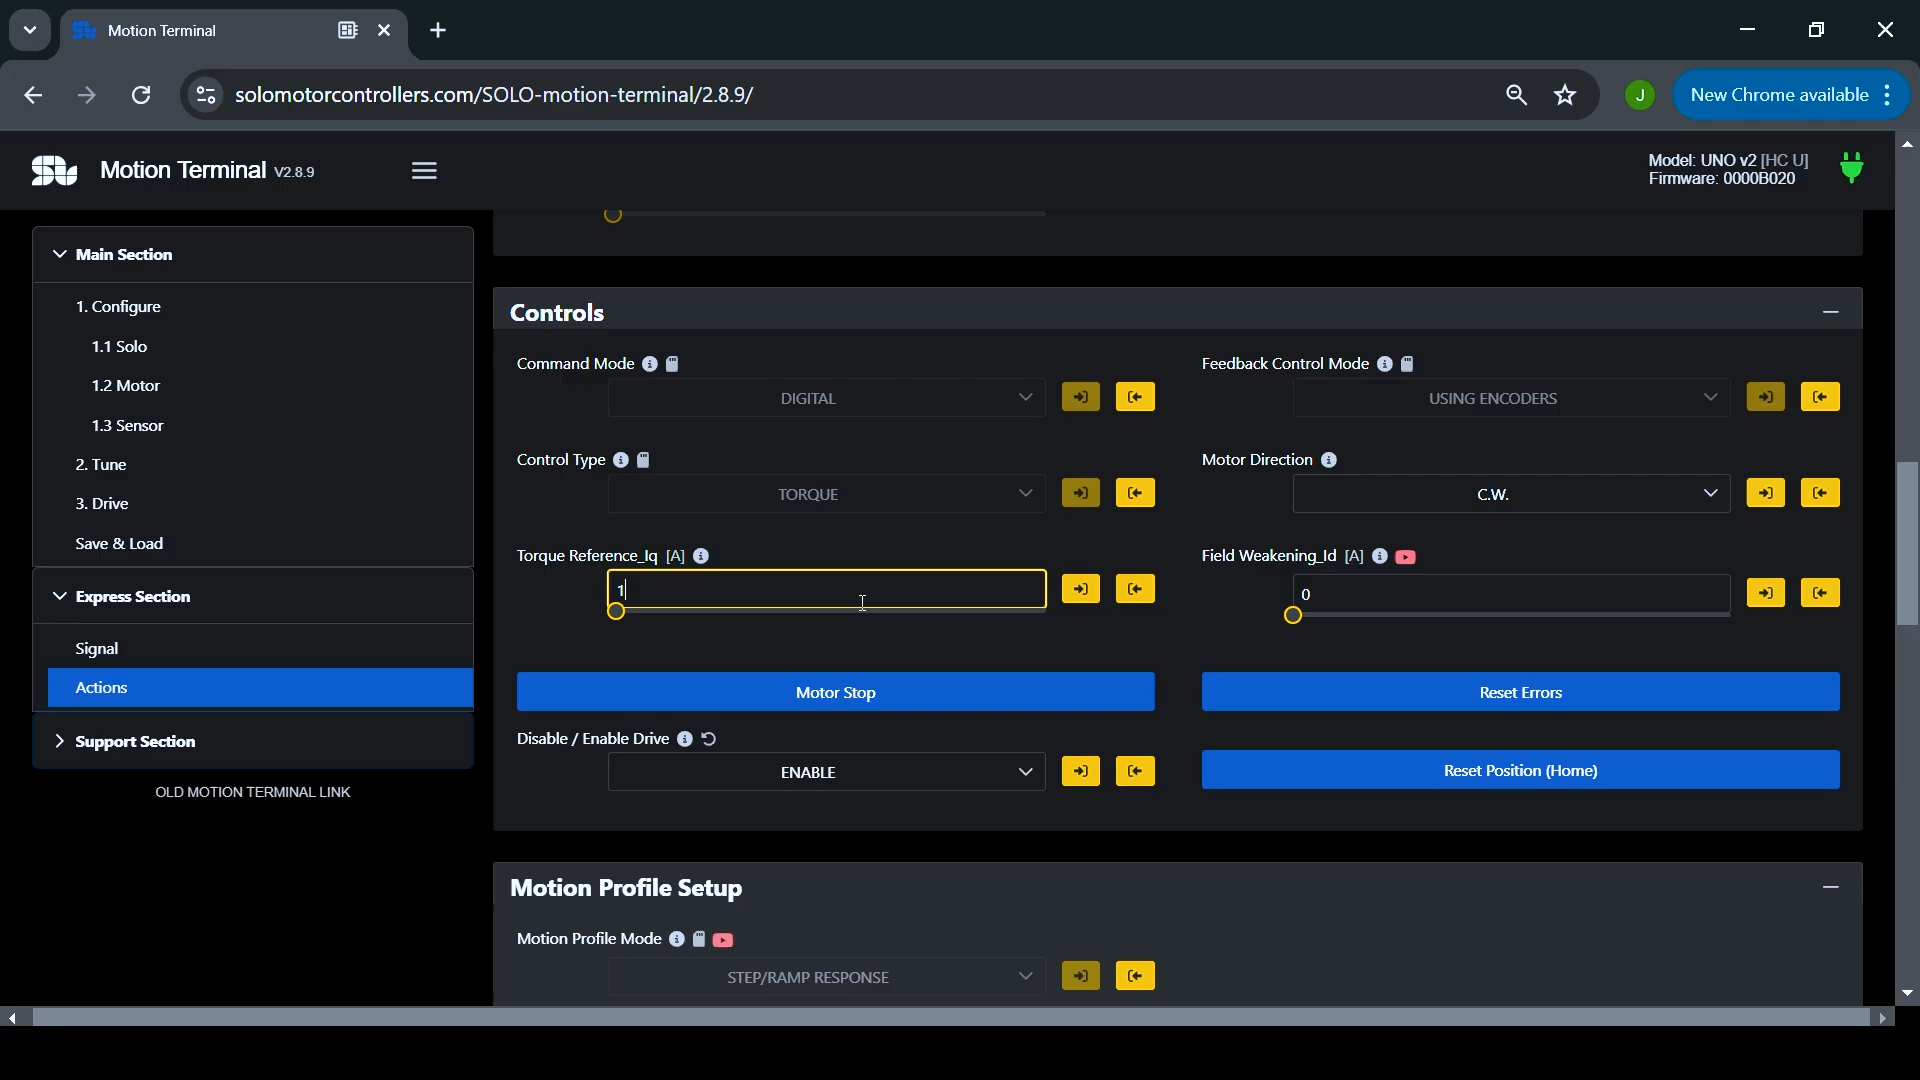 Motion Terminal
solomotorcontrollers.com/SOLO-motion-terminal/2.8.9/
J
New Chrome available
Motion Terminal V2.8.9
Model: UNO v2 [HC U]
Firmware: 0000B020
Main Section
1. Configure
1.1 Solo
1.2 Motor
1.3 Sensor
2. Tune
3. Drive
Save & Load
Express Section
Signal
Actions
Support Section
OLD MOTION TERMINAL LINK
Controls
Command Mode
DIGITAL
Feedback Control Mode
USING ENCODERS
Control Type
TORQUE
Motor Direction
C.W.
Torque Reference_Iq [A]
1
Field Weakening_Id [A]
0
Motor Stop
Reset Errors
Disable / Enable Drive
ENABLE
Reset Position (Home)
Motion Profile Setup
Motion Profile Mode
STEP/RAMP RESPONSE